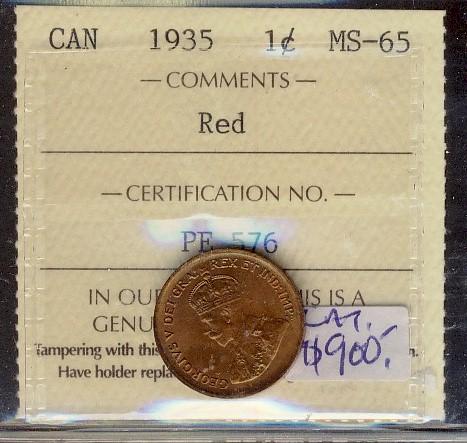 CAN 1935 1¢ MS-65
— COMMENTS —
Red
— CERTIFICATION NO. —
PE 576
IN OU IS IS A
GENU
Tampering with this n.
Have holder repla
GEORGIVS V DEI GRA: REX ET IND:IMP:
$900.-